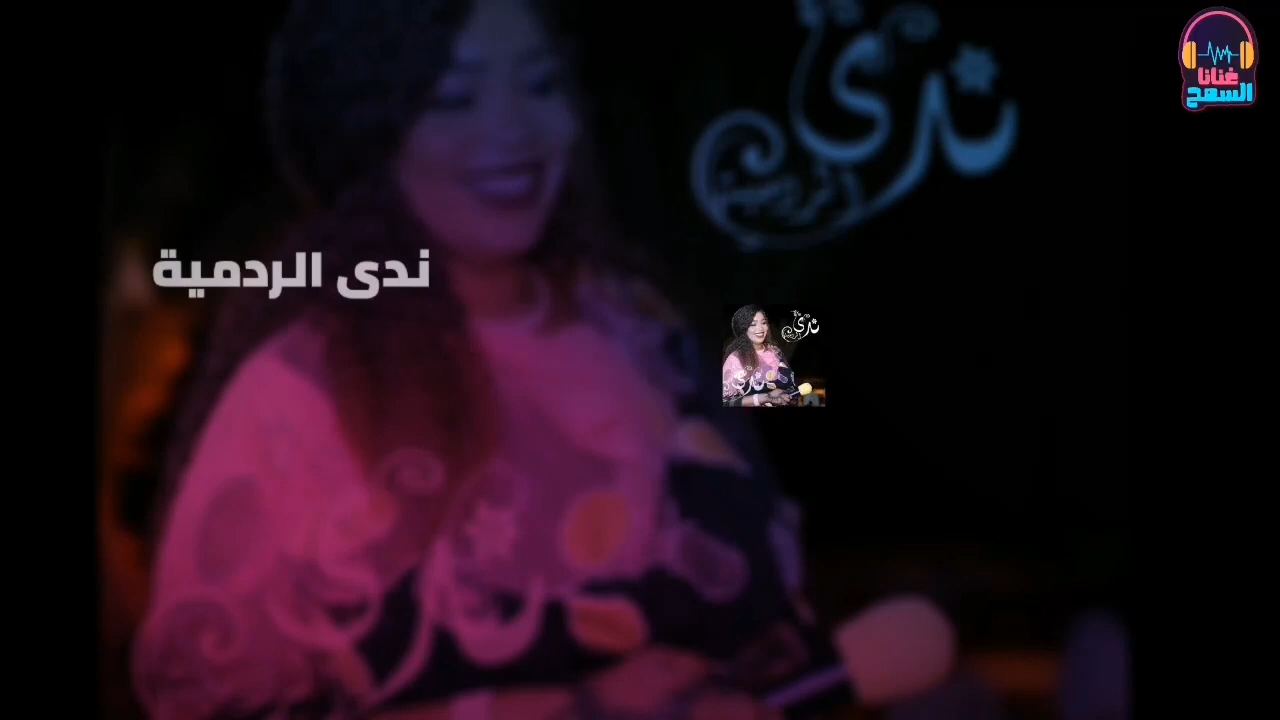 غنانا
السمح
ندى
ندى الردمية